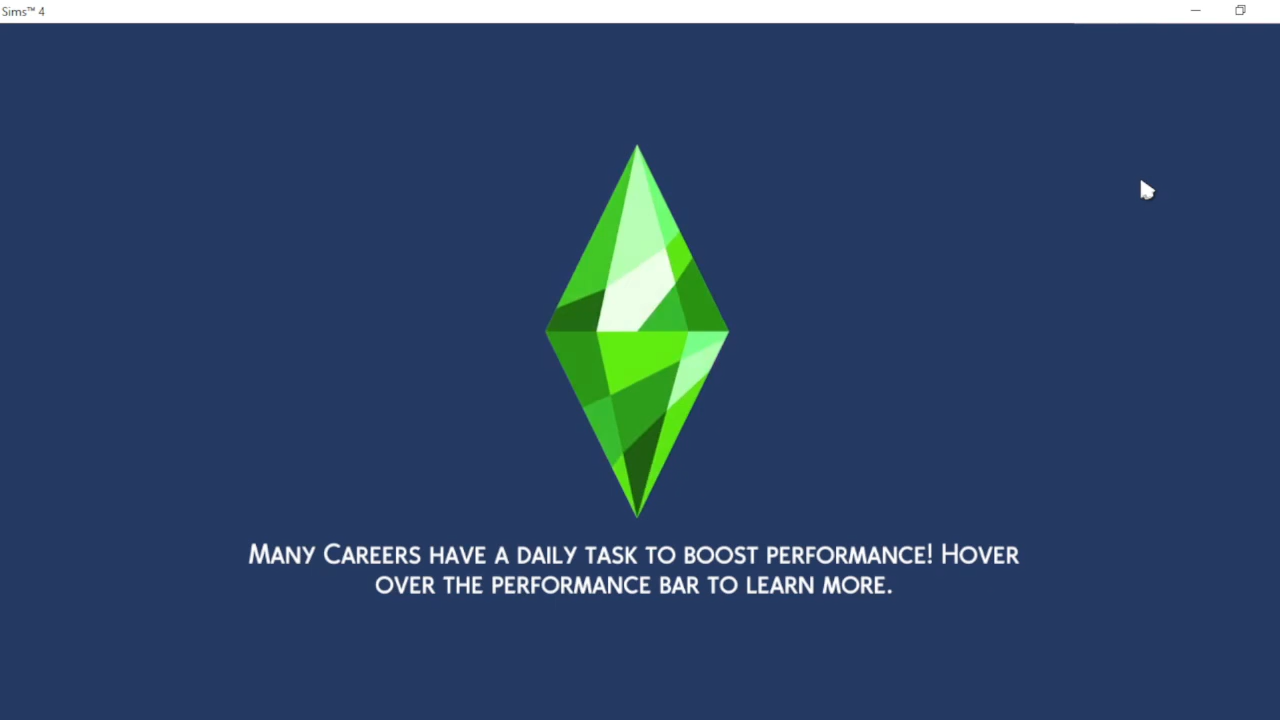 Sims™ 4
Many Careers have a daily task to boost performance! Hover
over the performance bar to learn more.